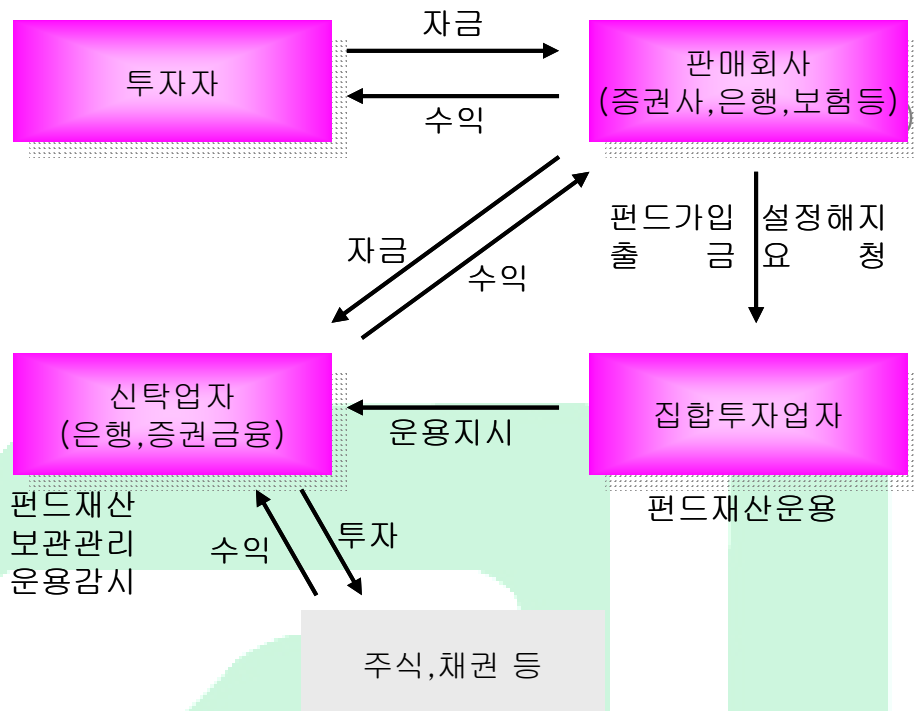 자금
투자자
판매회사
(증권사,은행,보험등)
)
수익
펀드가입
출 금
설정해지
요 청
자금
수익
신탁업자
(은행,증권금융)
운용지시
집합투자업자
펀드재산
보관관리
운용감시
펀드재산운용
수익
투자
주식,채권 등